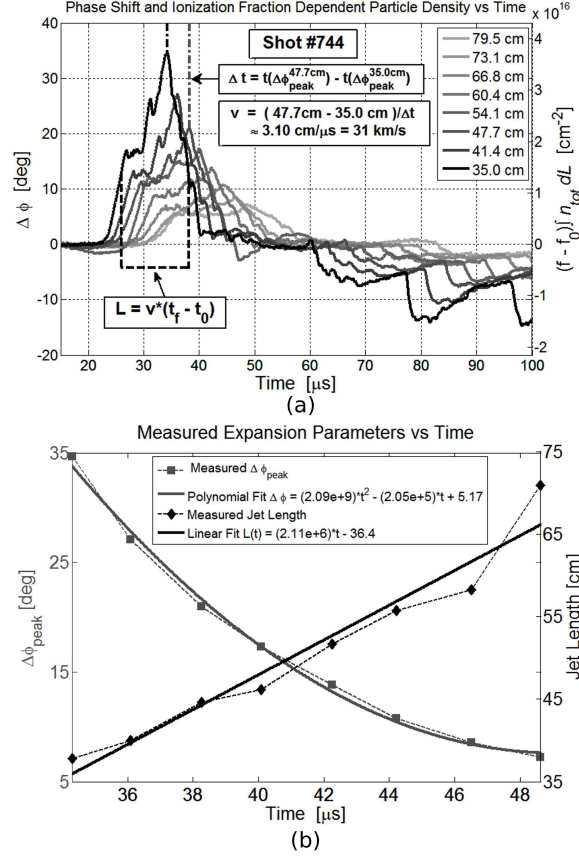 Phase Shift and Ionization Fraction Dependent Particle Density vs Time
x 10^16
40
30
20
10
0
-10
-20
Δ ϕ [deg]
Shot #744
Δ t = t(Δϕ_peak^47.7cm) - t(Δϕ_peak^35.0cm)
v = ( 47.7cm - 35.0 cm )/Δt
≈ 3.10 cm/μs = 31 km/s
L = v*(t_f - t_0)
79.5 cm
73.1 cm
66.8 cm
60.4 cm
54.1 cm
47.7 cm
41.4 cm
35.0 cm
4
3
2
1
0
-1
-2
(f - f_0)∫ n_tot dL [cm^-2]
20 30 40 50 60 70 80 90 100
Time [μs]
(a)
Measured Expansion Parameters vs Time
35
25
15
5
Δϕ_peak [deg]
Measured Δ ϕ_peak
Polynomial Fit Δ ϕ = (2.09e+9)*t^2 - (2.05e+5)*t + 5.17
Measured Jet Length
Linear Fit L(t) = (2.11e+6)*t - 36.4
75
65
55
45
35
Jet Length [cm]
36 38 40 42 44 46 48
Time [μs]
(b)